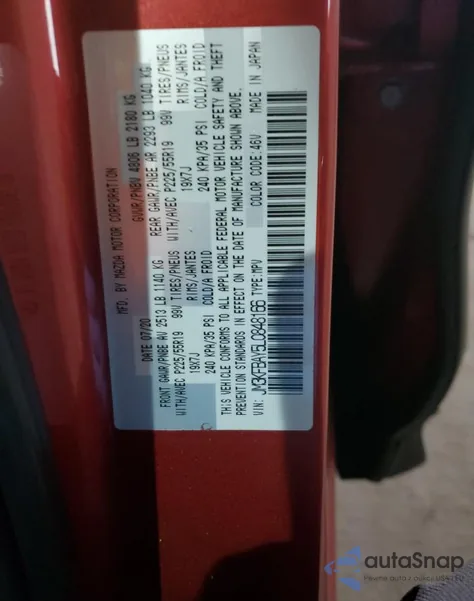 MFD. BY MAZDA MOTOR CORPORATION
DATE 07/20 GVWR/PNBV 4806 LB 2180 KG
FRONT GAWR/PNBE AV 2513 LB 1140 KG REAR GAWR/PNBE AR 2293 LB 1040 KG
WITH/AVEC P225/55R19 99V TIRES/PNEUS WITH/AVEC P225/55R19 99V TIRES/PNEUS
19X7J RIMS/JANTES 19X7J RIMS/JANTES
240 KPA/35 PSI COLD/A FROID 240 KPA/35 PSI COLD/A FROID
THIS VEHICLE CONFORMS TO ALL APPLICABLE FEDERAL MOTOR VEHICLE SAFETY AND THEFT
PREVENTION STANDARDS IN EFFECT ON THE DATE OF MANUFACTURE SHOWN ABOVE.
VIN: JM3KFBAY5L0848166 TYPE: MPV COLOR CODE: 46V MADE IN JAPAN
autaSnap